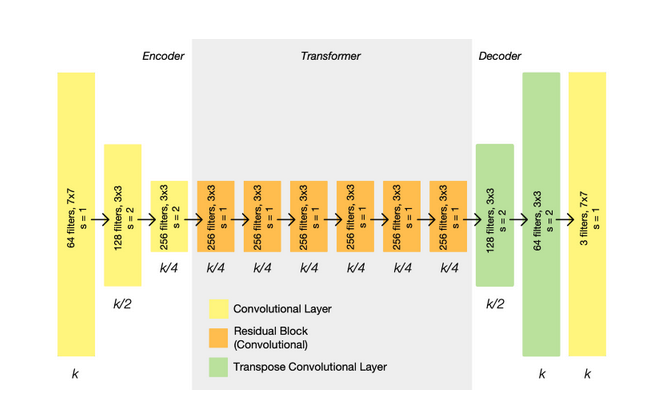 Encoder
Transformer
Decoder
64 filters, 7x7
s = 1
128 filters, 3x3
s = 2
256 filters, 3x3
s = 2
256 filters, 3x3
s = 1
256 filters, 3x3
s = 1
256 filters, 3x3
s = 1
256 filters, 3x3
s = 1
256 filters, 3x3
s = 1
256 filters, 3x3
s = 1
128 filters, 3x3
s = 2
64 filters, 3x3
s = 2
3 filters, 7x7
s = 1
k/4
k/4
k/4
k/4
k/4
k/4
k/4
k/2
k/2
Convolutional Layer
Residual Block
(Convolutional)
Transpose Convolutional Layer
k
k
k